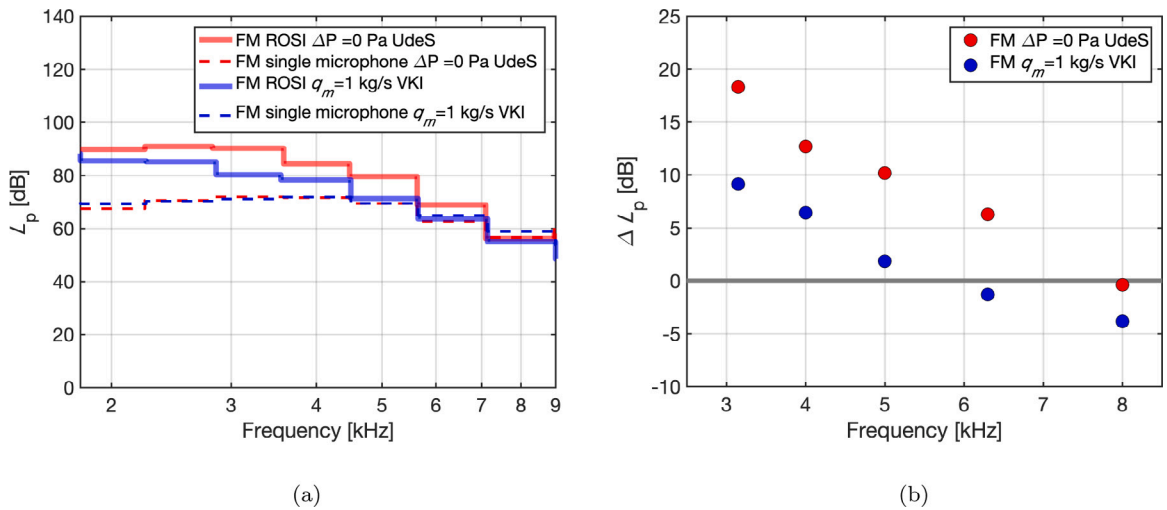 140
120
100
80
60
40
20
0
L_p [dB]
FM ROSI ΔP =0 Pa UdeS
FM single microphone ΔP =0 Pa UdeS
FM ROSI q_m=1 kg/s VKI
FM single microphone q_m=1 kg/s VKI
2 3 4 5 6 7 8 9
Frequency [kHz]
(a)
25
20
15
10
5
0
-5
-10
Δ L_p [dB]
FM ΔP =0 Pa UdeS
FM q_m=1 kg/s VKI
3 4 5 6 7 8
Frequency [kHz]
(b)